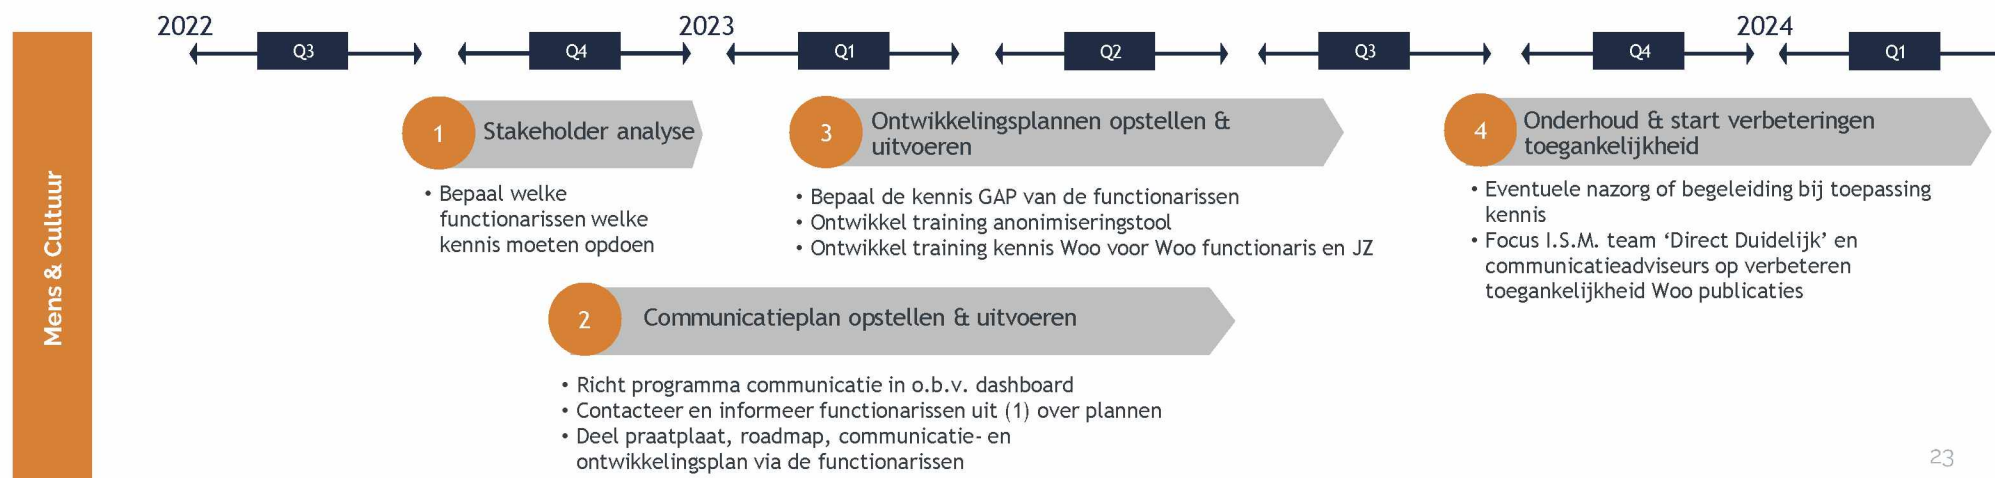 2022
2023
2024
Q3
Q4
Q1
Q2
Q3
Q4
Q1
Mens & Cultuur
1
Stakeholder analyse
• Bepaal welke
functionarissen welke
kennis moeten opdoen
3
Ontwikkelingsplannen opstellen &
uitvoeren
• Bepaal de kennis GAP van de functionarissen
• Ontwikkel training anonimiseringstool
• Ontwikkel training kennis Woo voor Woo functionaris en JZ
4
Onderhoud & start verbeteringen
toegankelijkheid
• Eventuele nazorg of begeleiding bij toepassing
kennis
• Focus I.S.M. team ‘Direct Duidelijk’ en
communicatieadviseurs op verbeteren
toegankelijkheid Woo publicaties
2
Communicatieplan opstellen & uitvoeren
• Richt programma communicatie in o.b.v. dashboard
• Contacteer en informeer functionarissen uit (1) over plannen
• Deel praatplaat, roadmap, communicatie- en
ontwikkelingsplan via de functionarissen
23